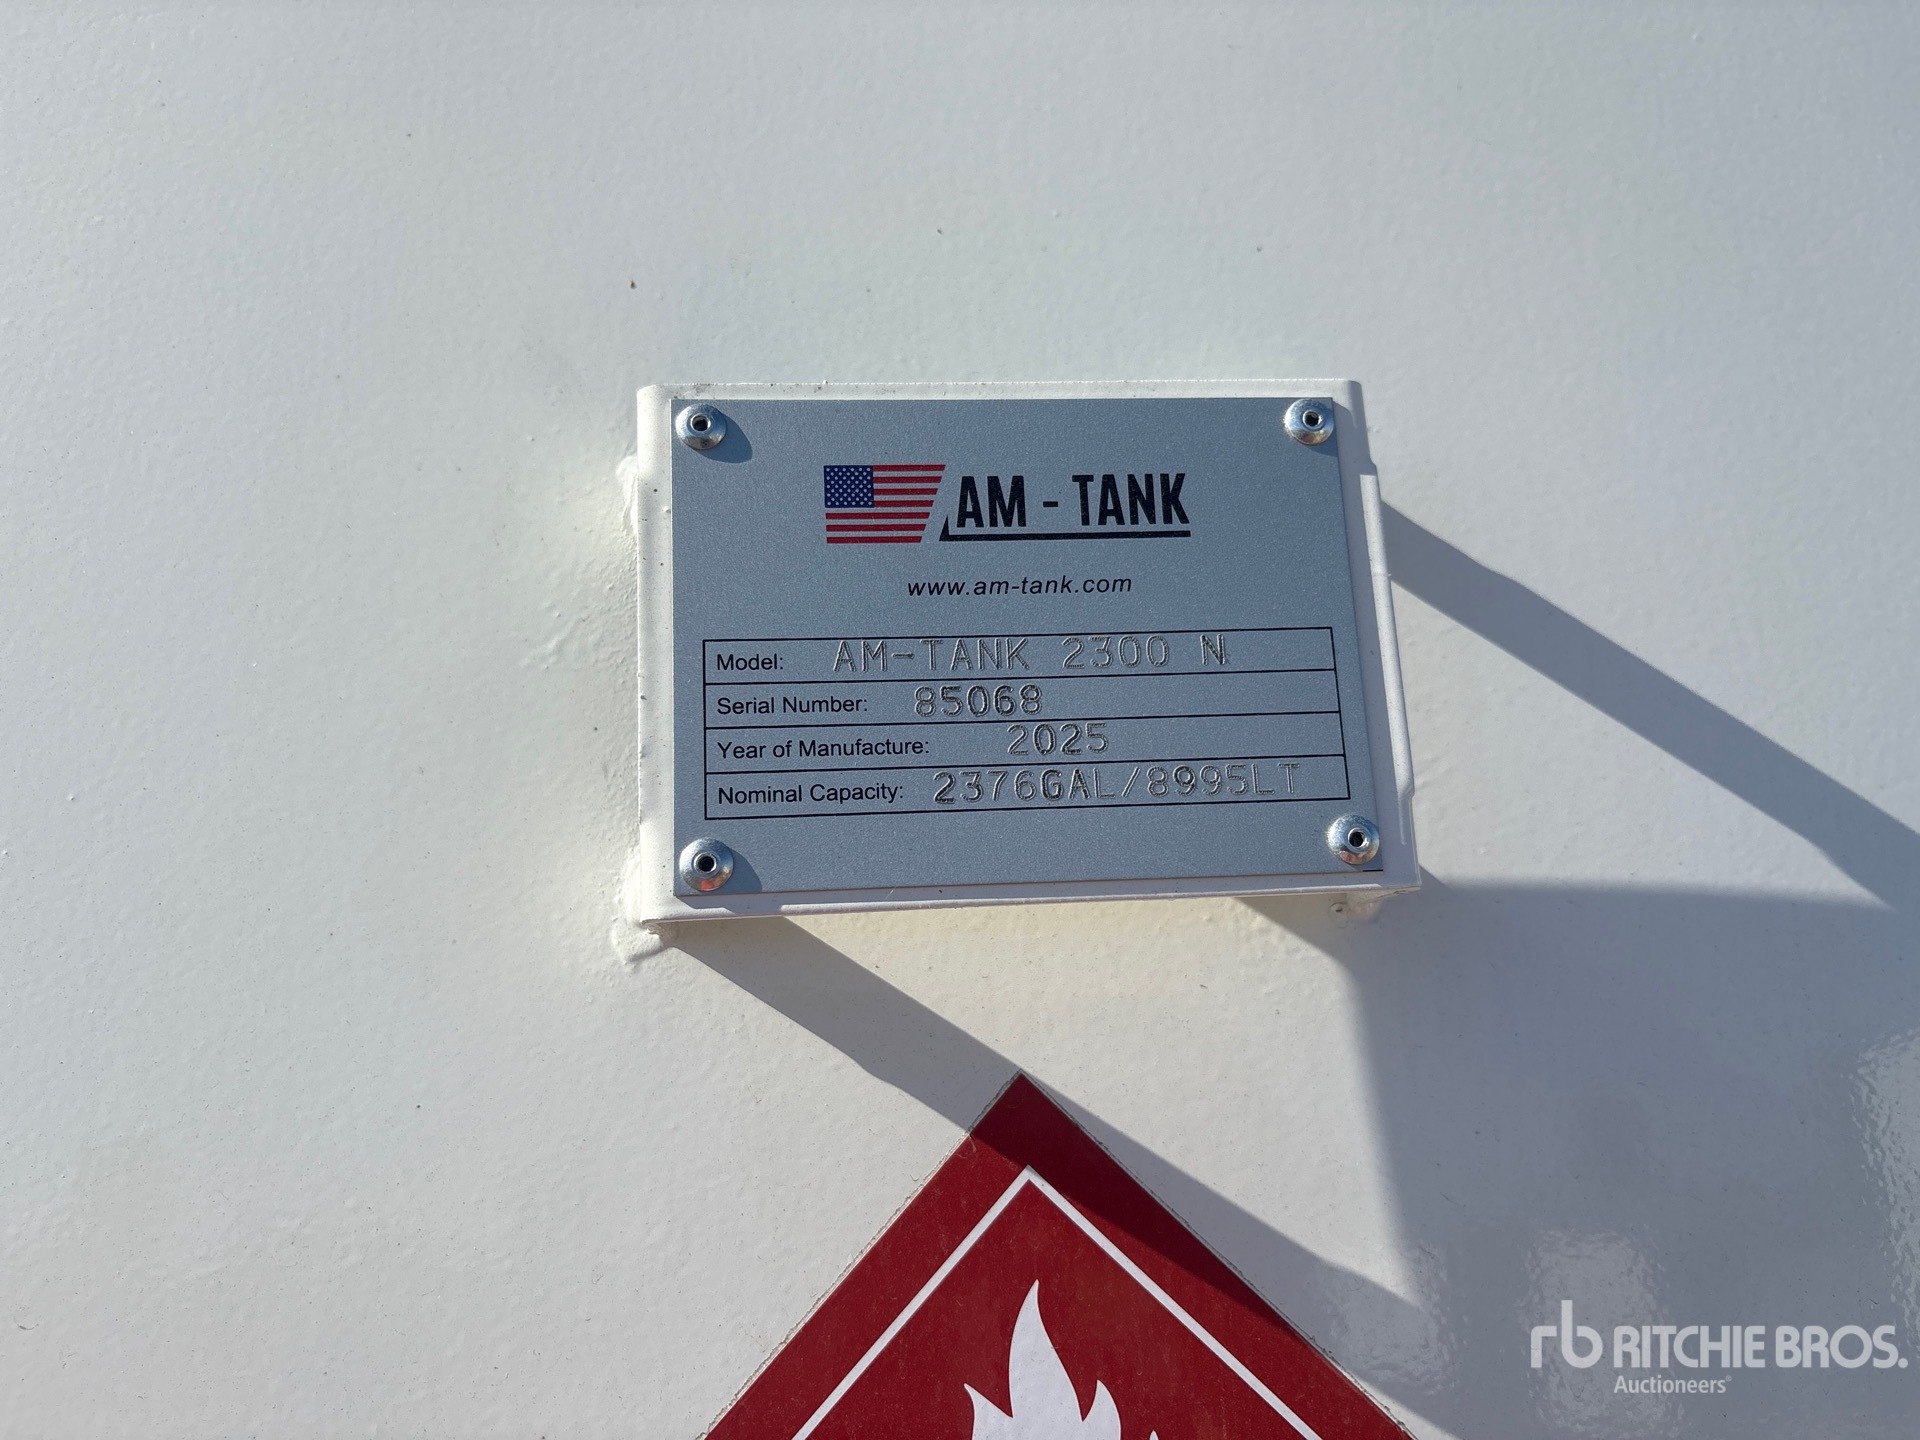 AM - TANK
www.am-tank.com
Model: AM-TANK 2300 N
Serial Number: 85068
Year of Manufacture: 2025
Nominal Capacity: 2376GAL/8995LT
rb RITCHIE BROS.
Auctioneers